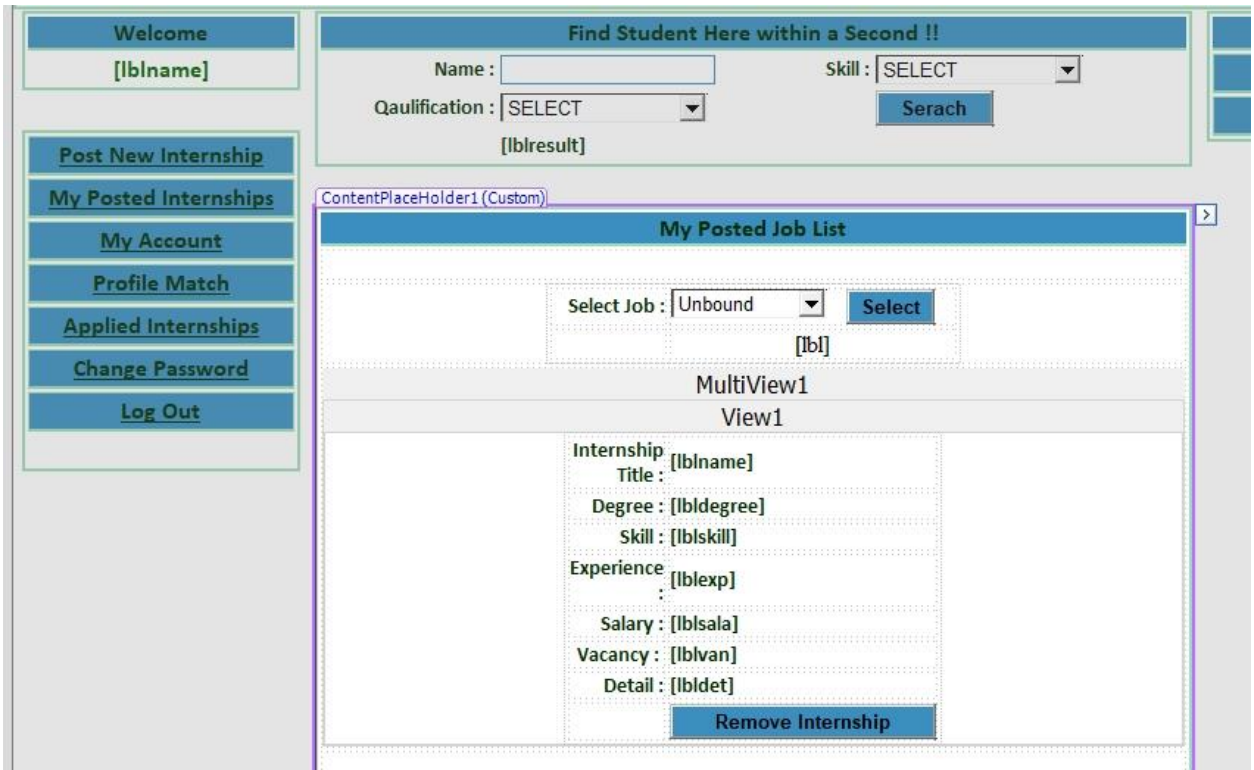 Welcome
[lblname]
Post New Internship
My Posted Internships
My Account
Profile Match
Applied Internships
Change Password
Log Out
Find Student Here within a Second !!
Name :
Skill : SELECT
Qaulification : SELECT
Serach
[lblresult]
ContentPlaceHolder1 (Custom)
My Posted Job List
Select Job : Unbound Select
[lbl]
MultiView1
View1
Internship
Title : [lblname]
Degree : [lbldegree]
Skill : [lblskill]
Experience
: [lblexp]
Salary : [lblsala]
Vacancy : [lblvan]
Detail : [lbldet]
Remove Internship